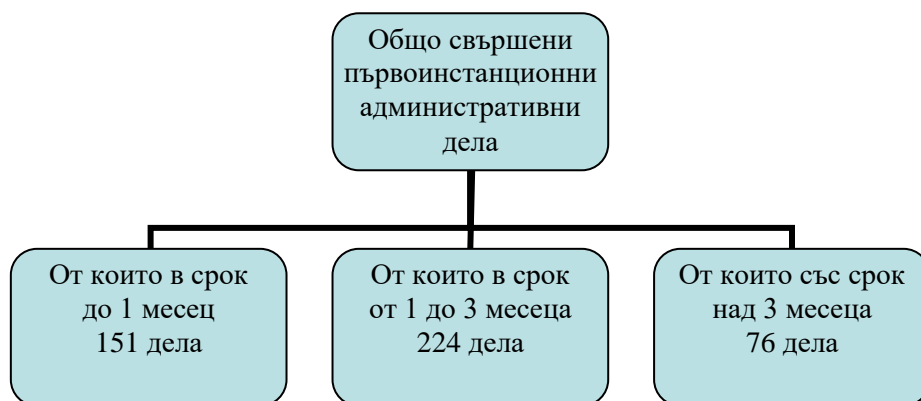 Общо свършени
първоинстанционни
административни
дела
От които в срок
до 1 месец
151 дела
От които в срок
от 1 до 3 месеца
224 дела
От които със срок
над 3 месеца
76 дела